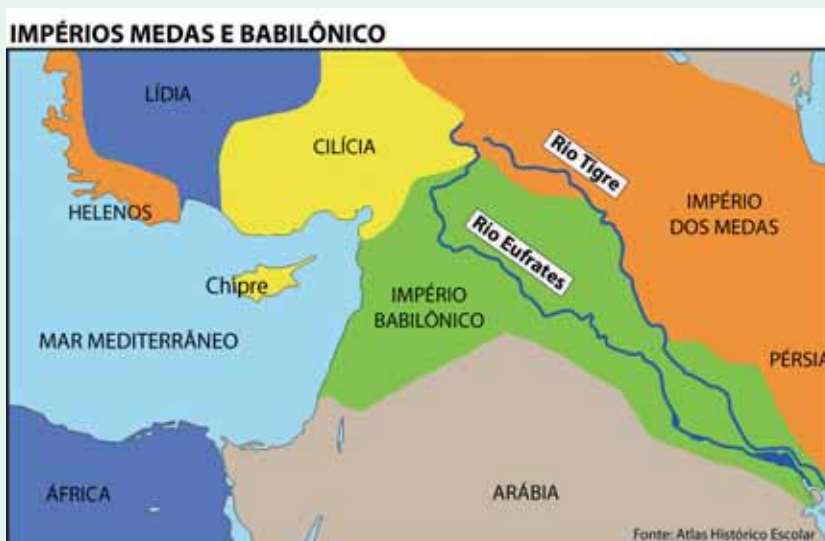 IMPÉRIOS MEDAS E BABILÔNICO
LÍDIA
CILÍCIA
Rio Tigre
HELENOS
IMPÉRIO
DOS MEDAS
Rio Eufrates
Chipre
IMPÉRIO
BABILÔNICO
MAR MEDITERRÂNEO
PÉRSIA
ÁFRICA
ARÁBIA
Fonte: Atlas Histórico Escolar